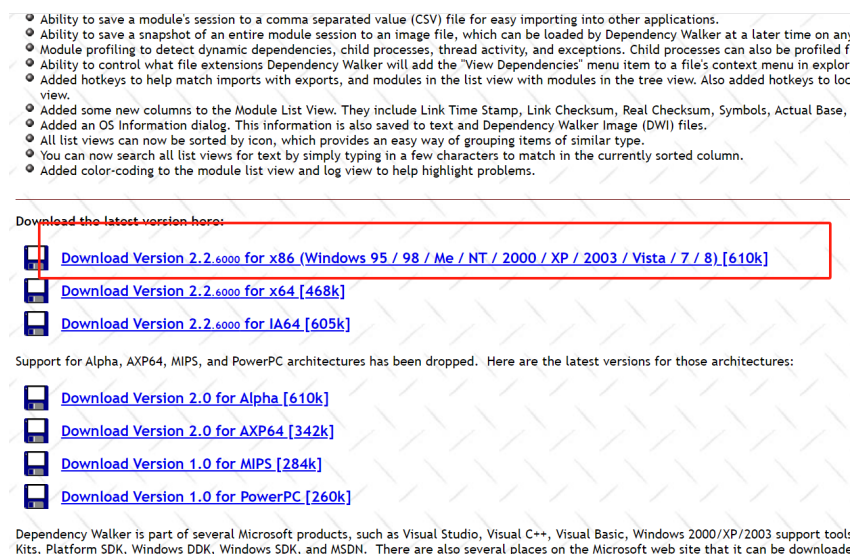 Ability to save a module's session to a comma separated value (CSV) file for easy importing into other applications.
Ability to save a snapshot of an entire module session to an image file, which can be loaded by Dependency Walker at a later time on any
Module profiling to detect dynamic dependencies, child processes, thread activity, and exceptions. Child processes can also be profiled f
Ability to control what file extensions Dependency Walker will add the "View Dependencies" menu item to a file's context menu in explor
Added hotkeys to help match imports with exports, and modules in the list view with modules in the tree view. Also added hotkeys to loc
view.
Added some new columns to the Module List View. They include Link Time Stamp, Link Checksum, Real Checksum, Symbols, Actual Base,
Added an OS Information dialog. This information is also saved to text and Dependency Walker Image (DWI) files.
All list views can now be sorted by icon, which provides an easy way of grouping items of similar type.
You can now search all list views for text by simply typing in a few characters to match in the currently sorted column.
Added color-coding to the module list view and log view to help highlight problems.
Download the latest version here:
Download Version 2.2.6000 for x86 (Windows 95 / 98 / Me / NT / 2000 / XP / 2003 / Vista / 7 / 8) [610k]
Download Version 2.2.6000 for x64 [468k]
Download Version 2.2.6000 for IA64 [605k]
Support for Alpha, AXP64, MIPS, and PowerPC architectures has been dropped. Here are the latest versions for those architectures:
Download Version 2.0 for Alpha [610k]
Download Version 2.0 for AXP64 [342k]
Download Version 1.0 for MIPS [284k]
Download Version 1.0 for PowerPC [260k]
Dependency Walker is part of several Microsoft products, such as Visual Studio, Visual C++, Visual Basic, Windows 2000/XP/2003 support tools
Kits, Platform SDK, Windows DDK, Windows SDK, and MSDN. There are also several places on the Microsoft web site that it can be downloade